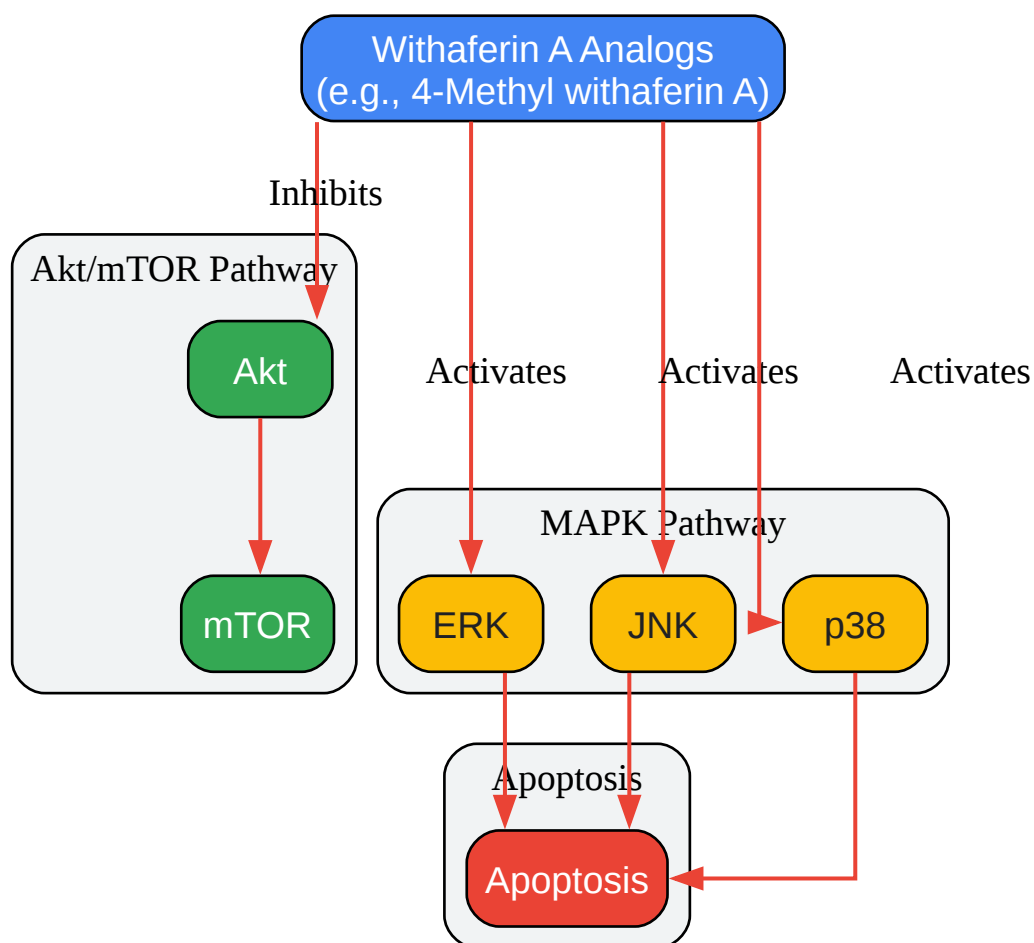 Withaferin A Analogs
(e.g., 4-Methyl withaferin A)
Inhibits
Akt/mTOR Pathway
Akt
Activates
Activates
Activates
MAPK Pathway
mTOR
ERK
JNK
p38
Apoptosis
Apoptosis